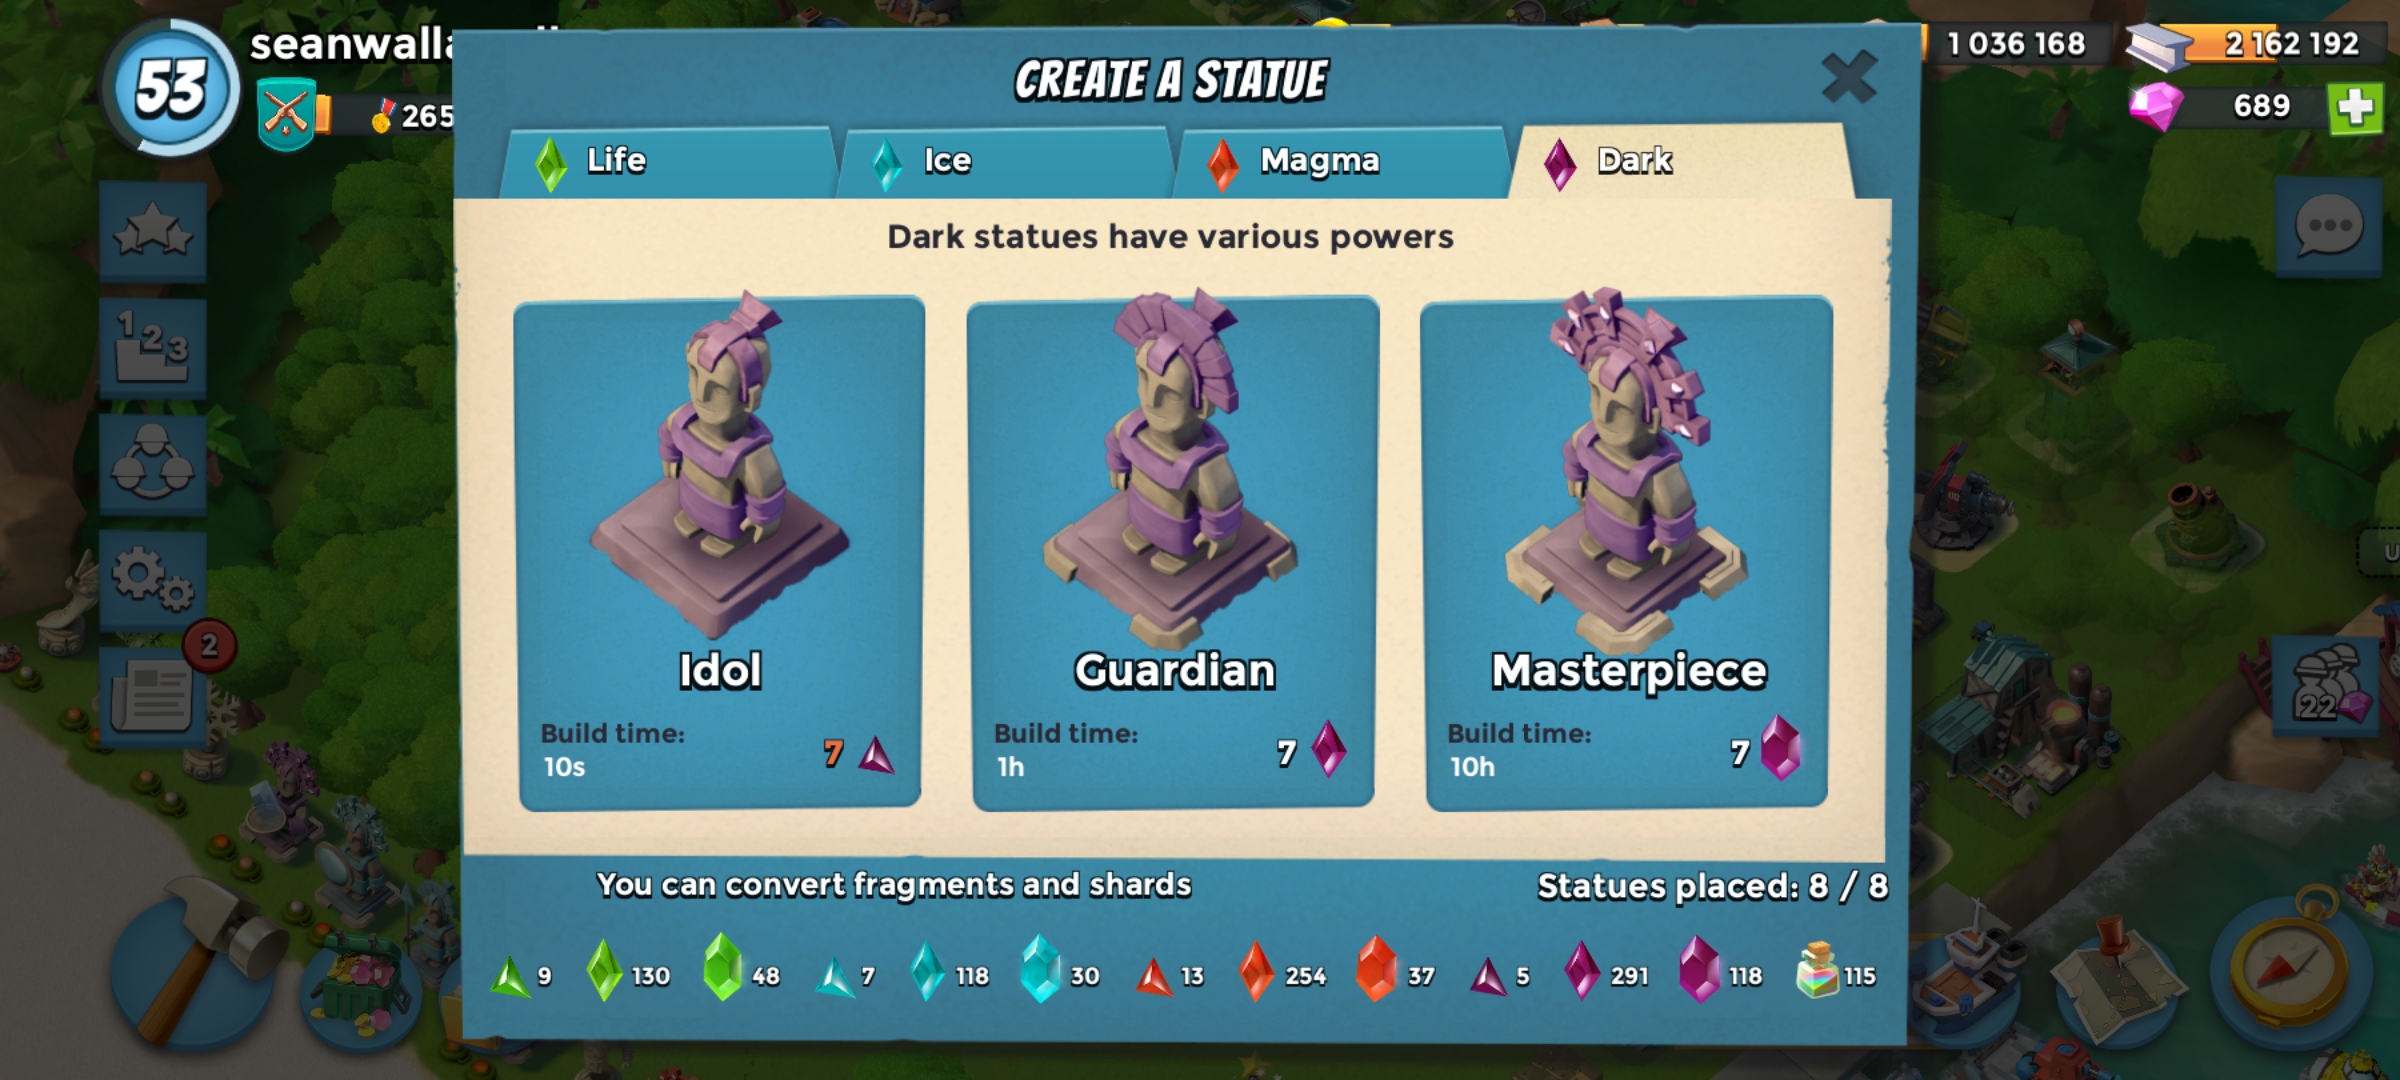 53
CREATE A STATUE
1 036 168
2 162 192
265
689
Life
Ice
Magma
Dark
Dark statues have various powers
1 2 3
Idol
Guardian
Masterpiece
2
22
Build time:
10s
7
Build time:
1h
7
Build time:
10h
7
You can convert fragments and shards
Statues placed: 8 / 8
9
130
48
7
118
30
13
254
37
5
291
118
115